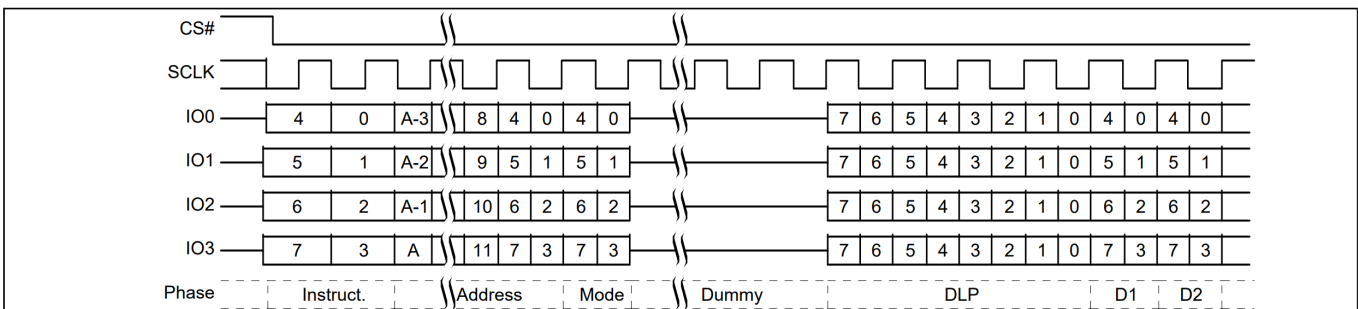 CS#
SCLK
IO0 4 0 A-3 8 4 0 4 0 7 6 5 4 3 2 1 0 4 0 4 0
IO1 5 1 A-2 9 5 1 5 1 7 6 5 4 3 2 1 0 5 1 5 1
IO2 6 2 A-1 10 6 2 6 2 7 6 5 4 3 2 1 0 6 2 6 2
IO3 7 3 A 11 7 3 7 3 7 6 5 4 3 2 1 0 7 3 7 3
Phase Instruct. Address Mode Dummy DLP D1 D2